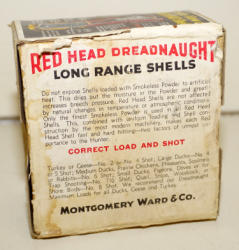 RED HEAD DREADNAUGHT
LONG RANGE SHELLS
Do not expose Shells loaded with Smokeless Powder to artificial
heat. This dries out the moisture in the Powder and greatly
increases breech pressure. Red Head Shells are not affected
by natural changes in temperature or atmospheric conditions.
Only the finest Smokeless Powder is used in all Red Head
Shells. This, combined with uniform loading and Shell con-
struction by the most modern machinery, makes each Red
Head Shell fast and hard hitting—two factors of utmost im-
portance to the Hunter.
CORRECT LOAD AND SHOT
Turkey or Geese—No. 2 or No. 4 Shot; Large Ducks—No. 4
or 5 Shot; Medium Ducks, Prairie Chickens, Pheasants, Squirrels
or Rabbits—No. 6 Shot; Small Ducks, Pigeons, Doves or for
Trap Shooting—No. 7½ Shot; Quail, Snipe, Woodcock, or
Shore Birds—No. 8 Shot. We recommend Dreadnaught
Maximum Loads for all Ducks, Geese and Turkey.
MONTGOMERY WARD & CO.